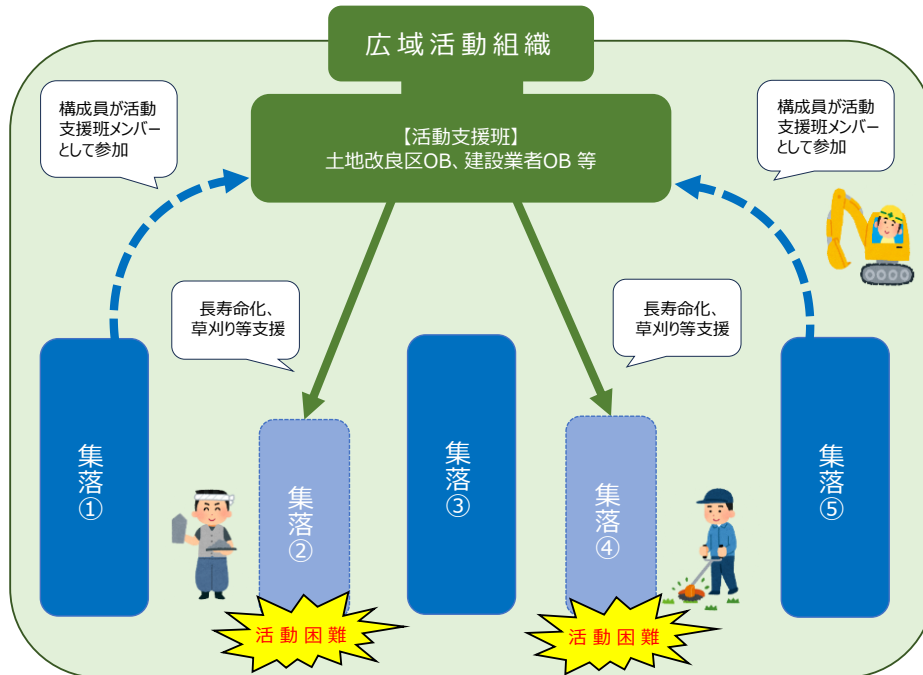 広域活動組織
【活動支援班】
土地改良区OB、建設業者OB 等
構成員が活動
支援班メンバー
として参加
構成員が活動
支援班メンバー
として参加
長寿命化、
草刈り等支援
長寿命化、
草刈り等支援
集落①
集落②
集落③
集落④
集落⑤
活動困難
活動困難